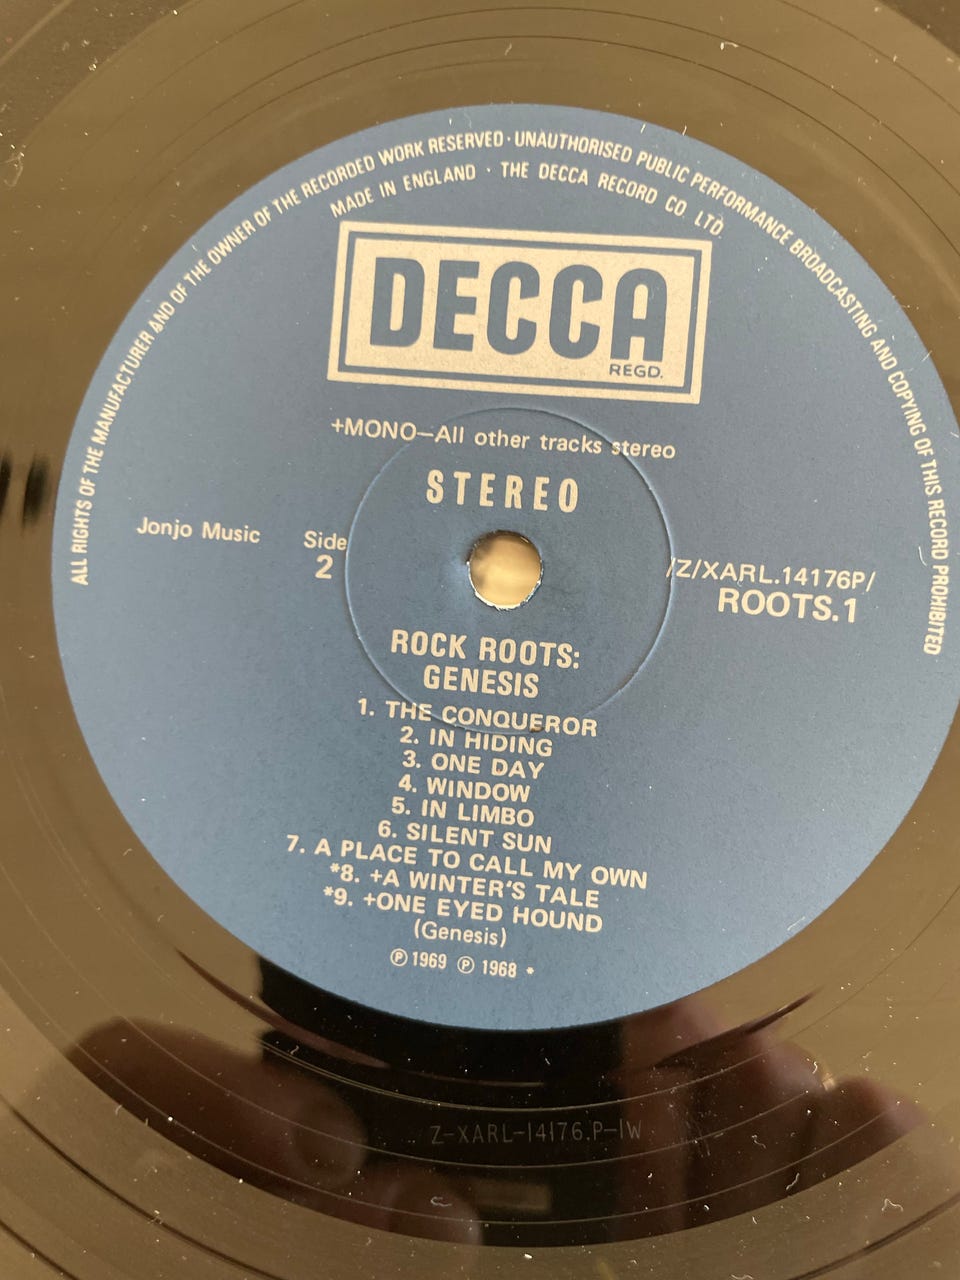 ALL RIGHTS OF THE MANUFACTURER AND OF THE OWNER OF THE RECORDED WORK RESERVED · UNAUTHORISED PUBLIC PERFORMANCE BROADCASTING AND COPYING OF THIS RECORD PROHIBITED
MADE IN ENGLAND · THE DECCA RECORD CO. LTD.
DECCA
REGD.
+MONO—All other tracks stereo
STEREO
Jonjo Music
Side
2
/Z/XARL.14176P/
ROOTS.1
ROCK ROOTS:
GENESIS
1. THE CONQUEROR
2. IN HIDING
3. ONE DAY
4. WINDOW
5. IN LIMBO
6. SILENT SUN
7. A PLACE TO CALL MY OWN
*8. +A WINTER'S TALE
*9. +ONE EYED HOUND
(Genesis)
℗ 1969 ℗ 1968 *
Z-XARL-14176.P-1W